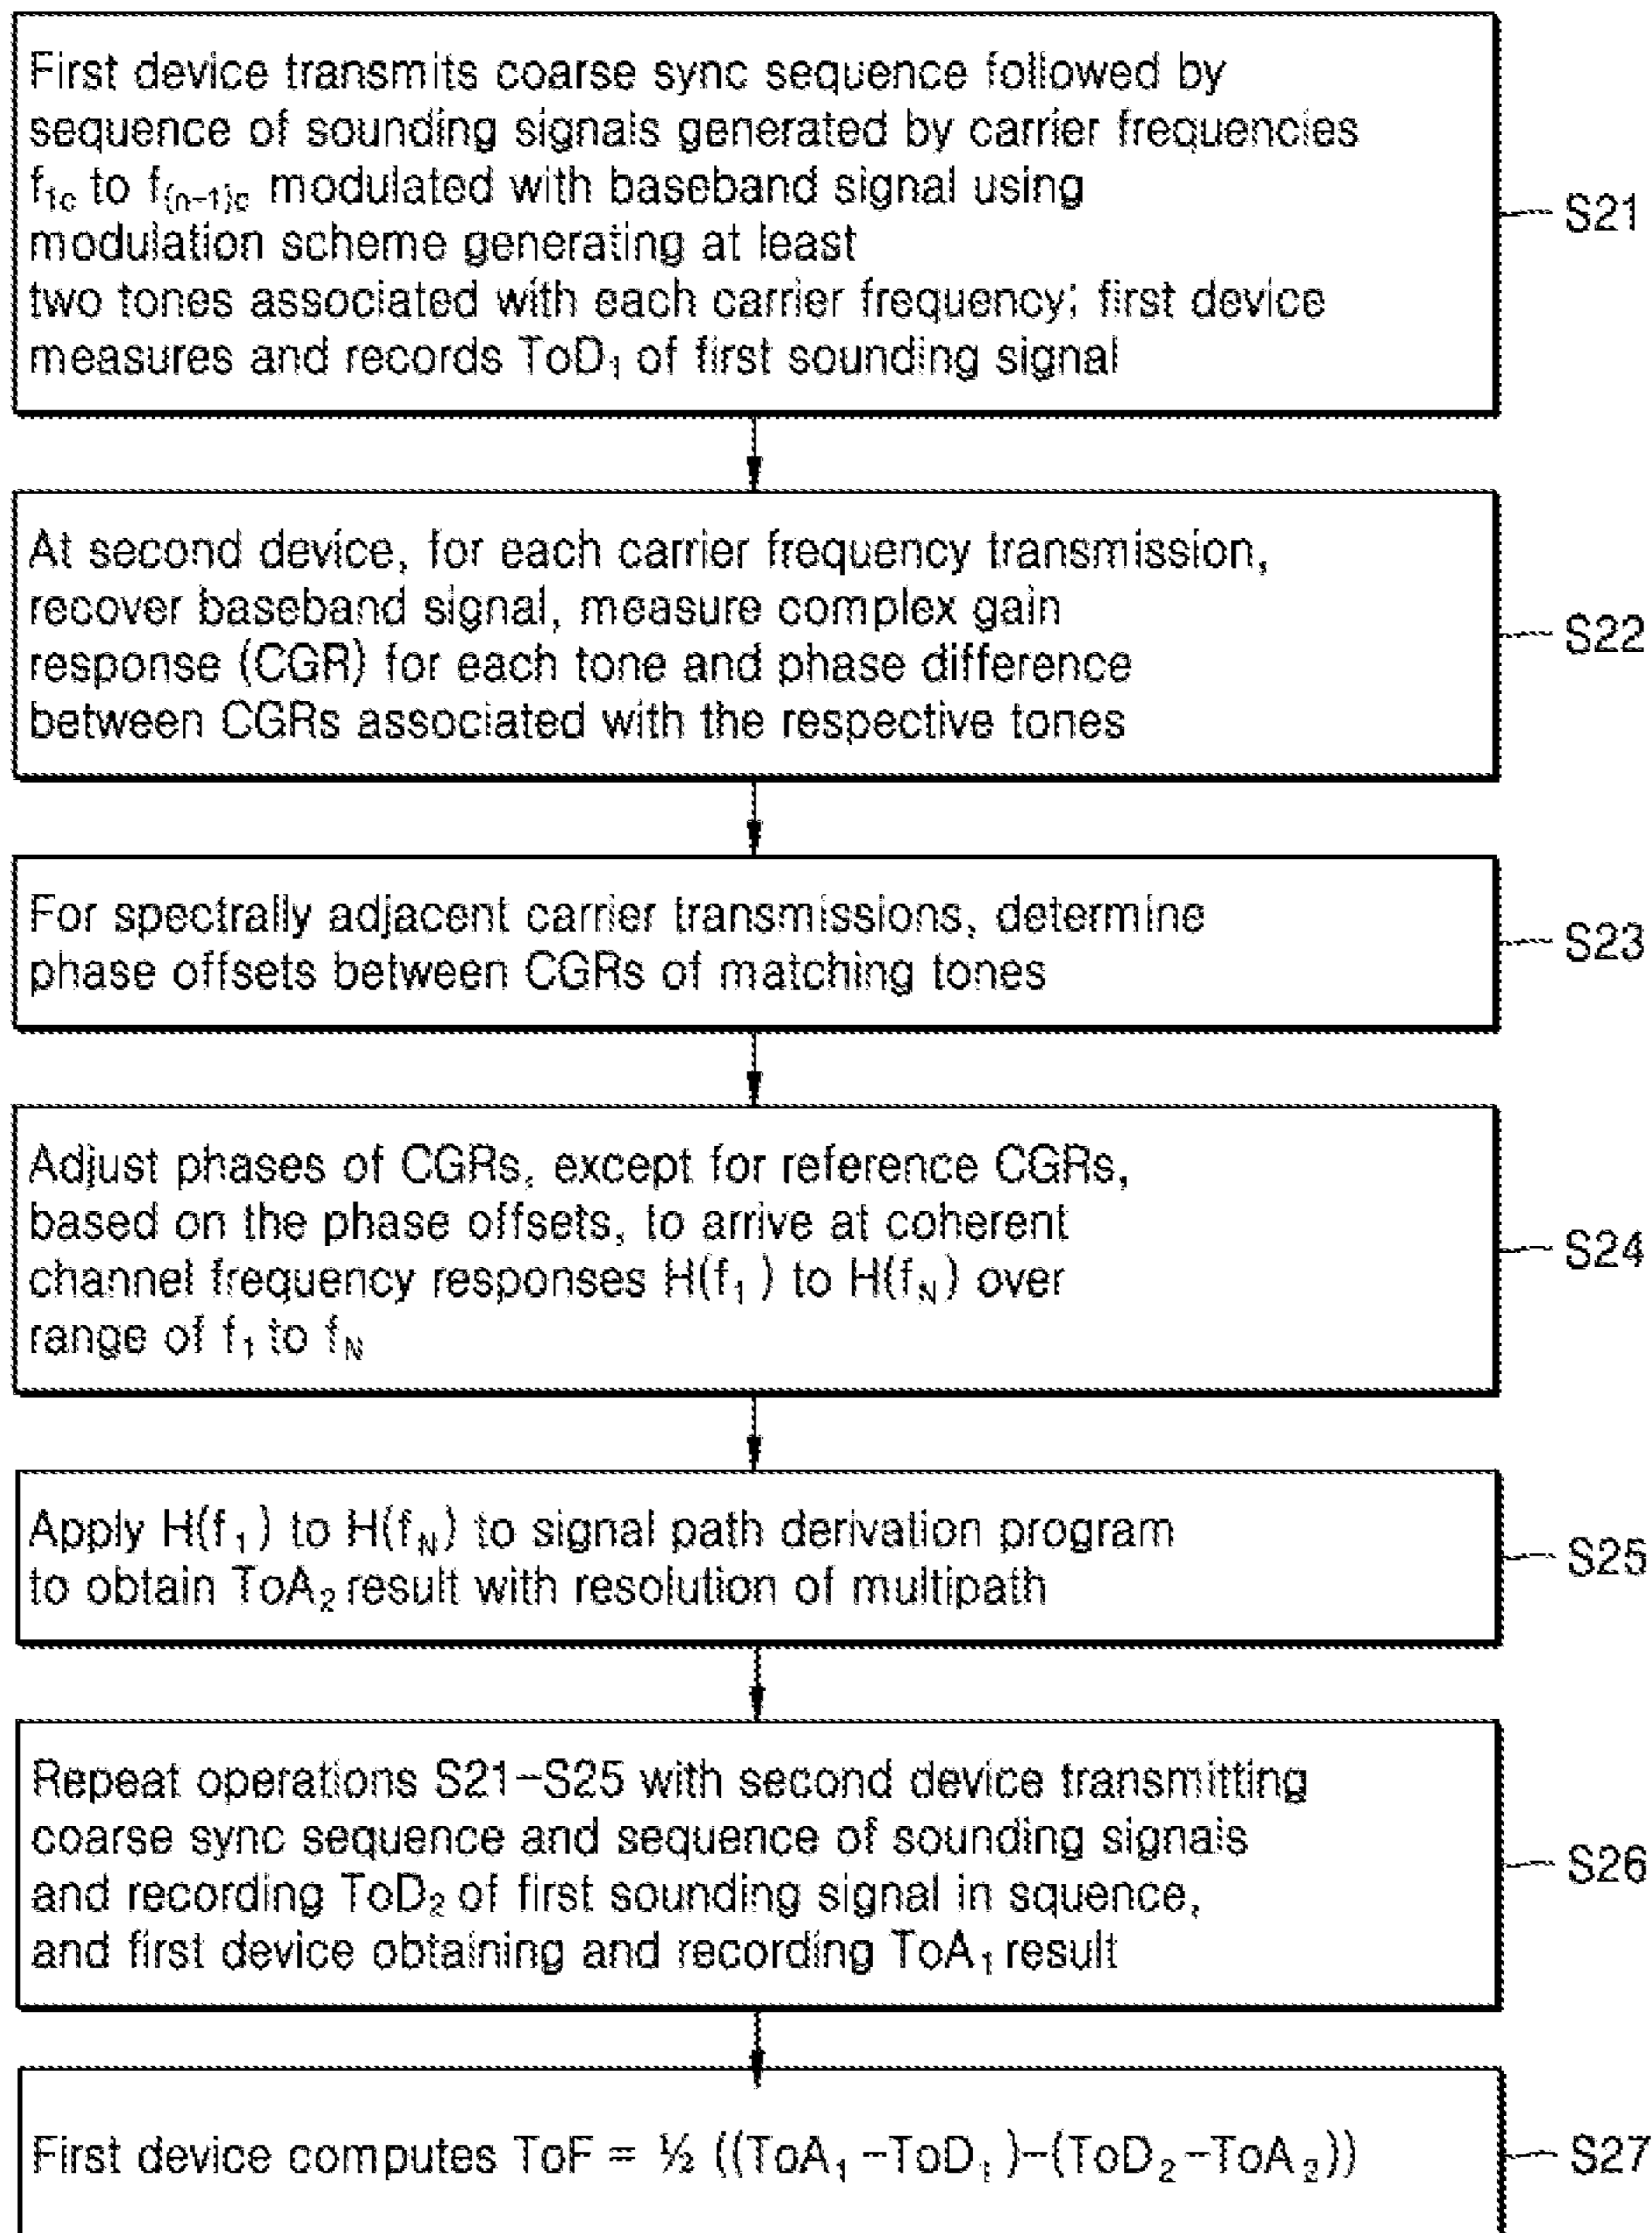 First device transmits coarse sync sequence followed by
sequence of sounding signals generated by carrier frequencies
f₁c to f(n−1)c modulated with baseband signal using
modulation scheme generating at least
two tones associated with each carrier frequency; first device
measures and records ToD₁ of first sounding signal
S21
At second device, for each carrier frequency transmission,
recover baseband signal, measure complex gain
response (CGR) for each tone and phase difference
between CGRs associated with the respective tones
S22
For spectrally adjacent carrier transmissions, determine
phase offsets between CGRs of matching tones
S23
Adjust phases of CGRs, except for reference CGRs,
based on the phase offsets, to arrive at coherent
channel frequency responses H(f₁) to H(fN) over
range of f₁ to fN
S24
Apply H(f₁) to H(fN) to signal path derivation program
to obtain ToA₂ result with resolution of multipath
S25
Repeat operations S21−S25 with second device transmitting
coarse sync sequence and sequence of sounding signals
and recording ToD₂ of first sounding signal in squence,
and first device obtaining and recording ToA₁ result
S26
First device computes ToF = ½ ((ToA₁−ToD₁)−(ToD₂−ToA₂))
S27